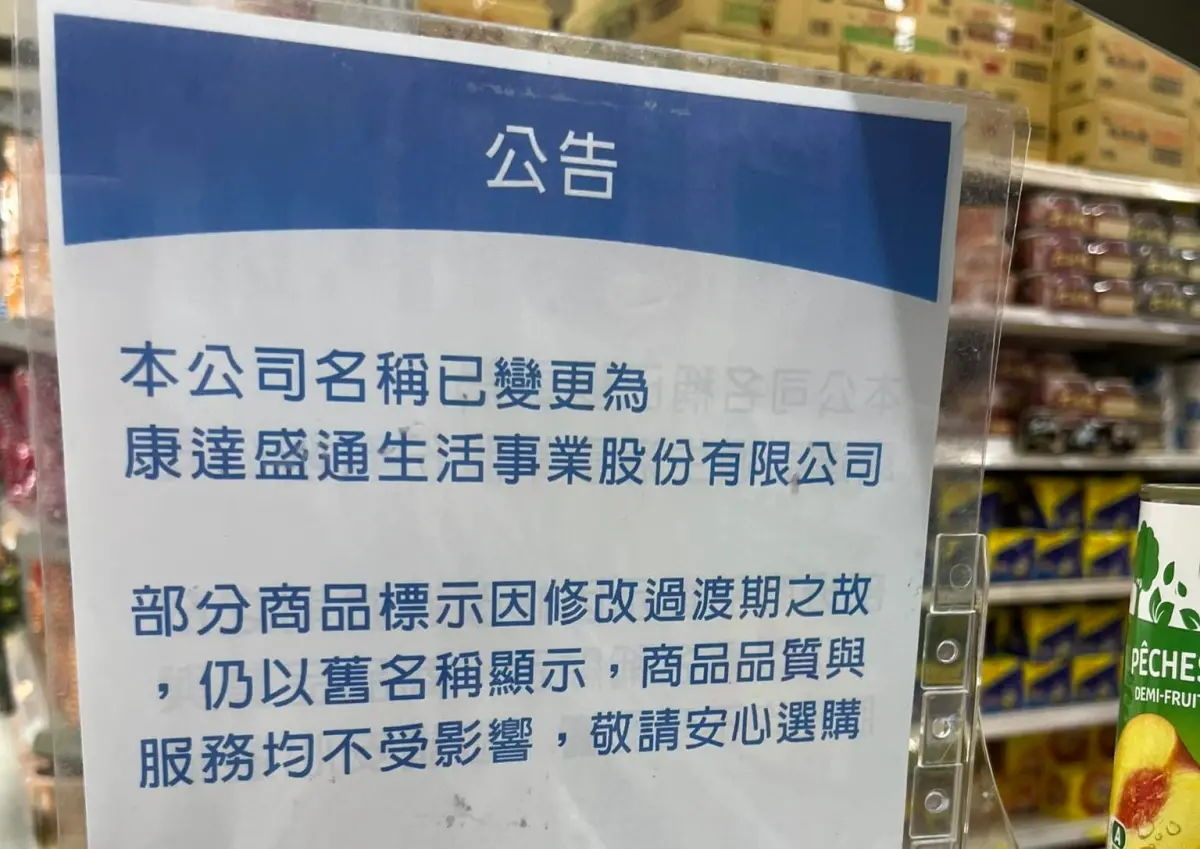 公告
本公司名稱已變更為
康達盛通生活事業股份有限公司
部分商品標示因修改過渡期之故
，仍以舊名稱顯示，商品品質與
服務均不受影響，敬請安心選購
PÊCHES
DEMI-FRUIT
A